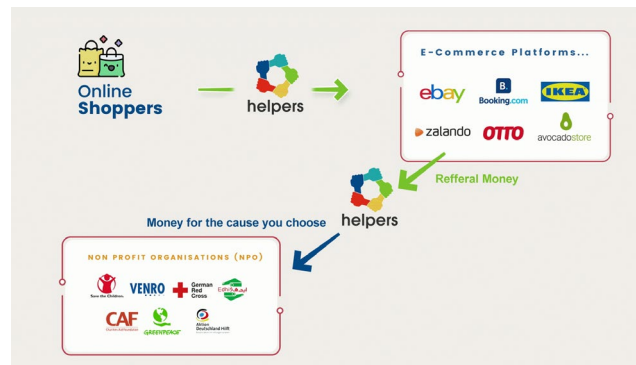 Online
Shoppers
helpers
E-Commerce Platforms...
ebay
B.
Booking.com
IKEA
zalando
OTTO
avocadostore
Refferal Money
helpers
Money for the cause you choose
NON PROFIT ORGANISATIONS (NPO)
Save the Children.
VENRO
German
Red
Cross
CAF
GREENPEACE
Aktion
Deutschland Hilft